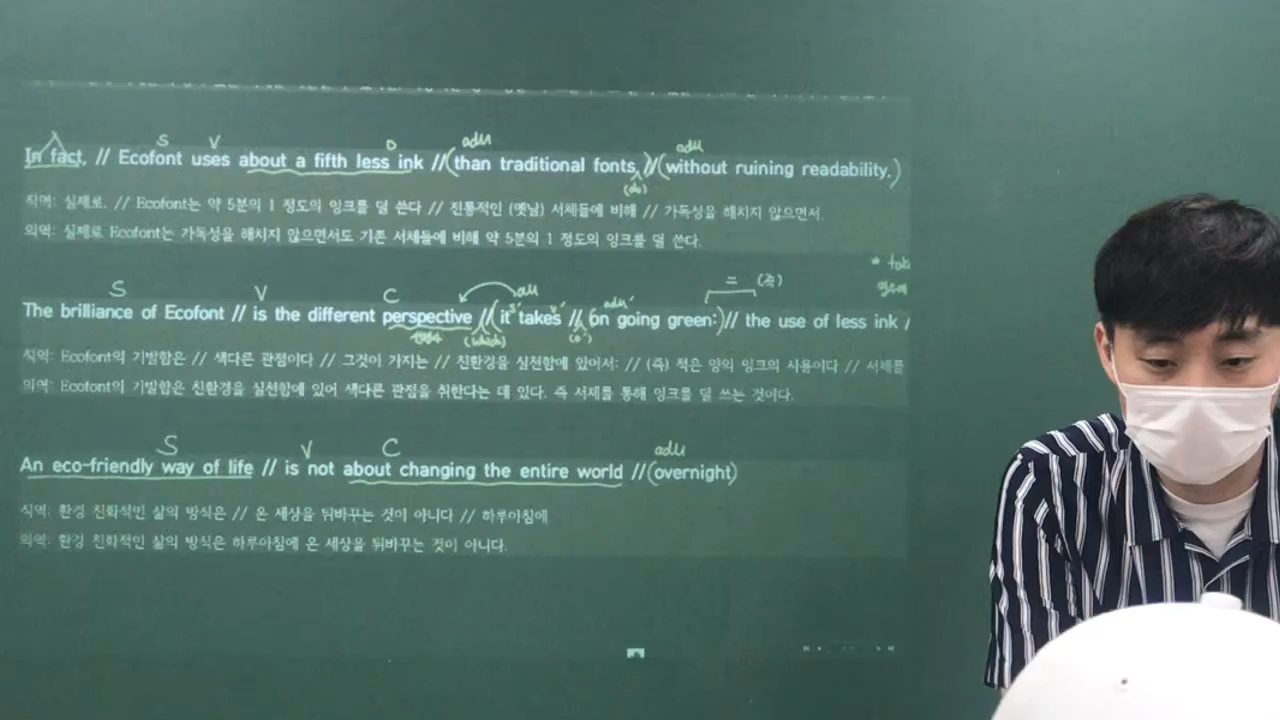 S V O adu adu
In fact, // Ecofont uses about a fifth less ink //(than traditional fonts //(without ruining readability.)
(do)
직역: 실제로, // Ecofont는 약 5분의 1 정도의 잉크를 덜 쓴다 // 전통적인 (옛날) 서체들에 비해 // 가독성을 해치지 않으면서.
의역: 실제로 Ecofont는 가독성을 해치지 않으면서도 기존 서체들에 비해 약 5분의 1 정도의 잉크를 덜 쓴다.
S V C = (즉)
s' v' adu'
The brilliance of Ecofont // is the different perspective //(it takes //(on going green:)// the use of less ink /
(which) (o')
직역: Ecofont의 기발함은 // 색다른 관점이다 // 그것이 가지는 // 친환경을 실천함에 있어서: // (즉) 적은 양의 잉크의 사용이다 // 서체를
의역: Ecofont의 기발함은 친환경을 실천함에 있어 색다른 관점을 취한다는 데 있다. 즉 서체를 통해 잉크를 덜 쓰는 것이다.
S V C adu
An eco-friendly way of life // is not about changing the entire world //(overnight)
직역: 환경 친화적인 삶의 방식은 // 온 세상을 뒤바꾸는 것이 아니다 // 하루아침에
의역: 환경 친화적인 삶의 방식은 하루아침에 온 세상을 뒤바꾸는 것이 아니다.